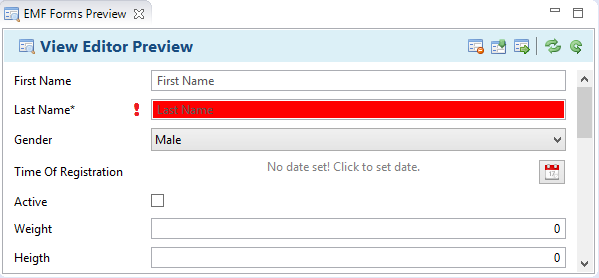 EMF Forms Preview
View Editor Preview
First Name First Name
Last Name* Last Name
Gender Male
Time Of Registration No date set! Click to set date.
Active
Weight 0
Heigth 0